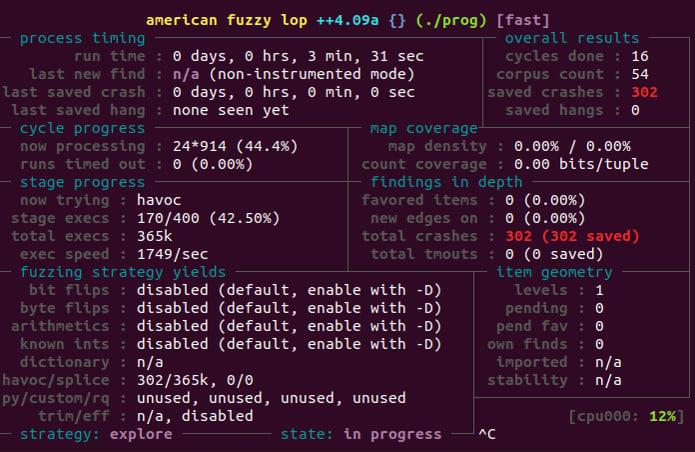 american fuzzy lop ++4.09a {} (./prog) [fast]
process timing
overall results
run time : 0 days, 0 hrs, 3 min, 31 sec
cycles done : 16
last new find : n/a (non-instrumented mode)
corpus count : 54
last saved crash : 0 days, 0 hrs, 0 min, 0 sec
saved crashes : 302
last saved hang : none seen yet
saved hangs : 0
cycle progress
map coverage
now processing : 24*914 (44.4%)
map density : 0.00% / 0.00%
runs timed out : 0 (0.00%)
count coverage : 0.00 bits/tuple
stage progress
findings in depth
now trying : havoc
favored items : 0 (0.00%)
stage execs : 170/400 (42.50%)
new edges on : 0 (0.00%)
total execs : 365k
total crashes : 302 (302 saved)
exec speed : 1749/sec
total tmouts : 0 (0 saved)
fuzzing strategy yields
item geometry
bit flips : disabled (default, enable with -D)
levels : 1
byte flips : disabled (default, enable with -D)
pending : 0
arithmetics : disabled (default, enable with -D)
pend fav : 0
known ints : disabled (default, enable with -D)
own finds : 0
dictionary : n/a
imported : n/a
havoc/splice : 302/365k, 0/0
stability : n/a
py/custom/rq : unused, unused, unused, unused
trim/eff : n/a, disabled
[cpu000: 12%]
strategy: explore
state: in progress
^C